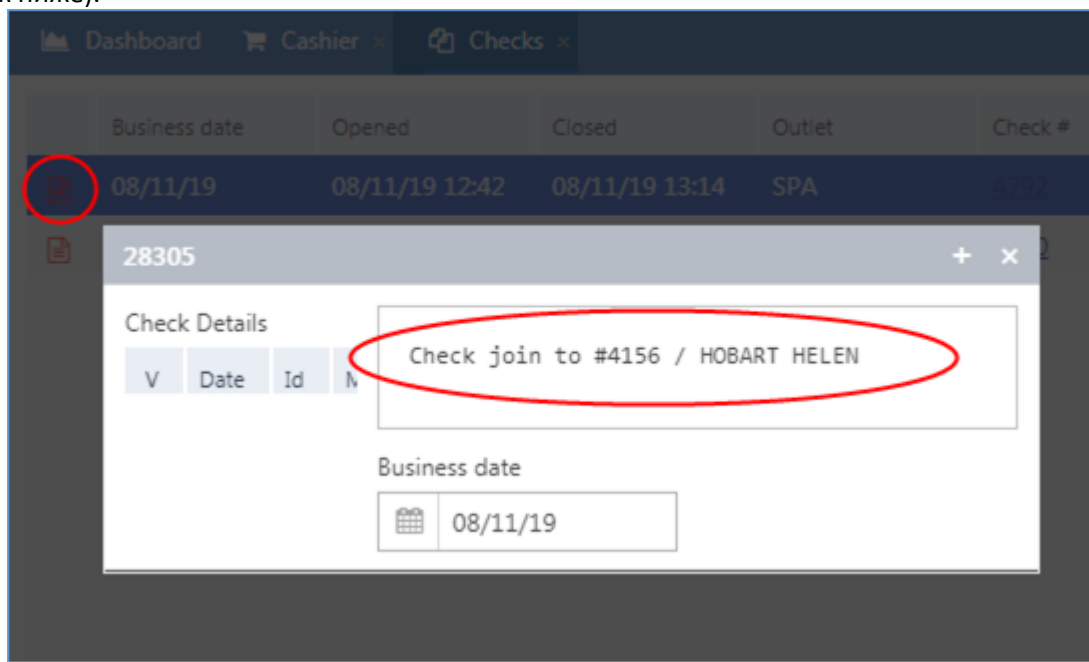 Dashboard Cashier × Checks ×
Business date Opened Closed Outlet Check #
08/11/19 08/11/19 12:42 08/11/19 13:14 SPA 4792
28305 + ×
Check Details
Check join to #4156 / HOBART HELEN
V Date Id
Business date
08/11/19